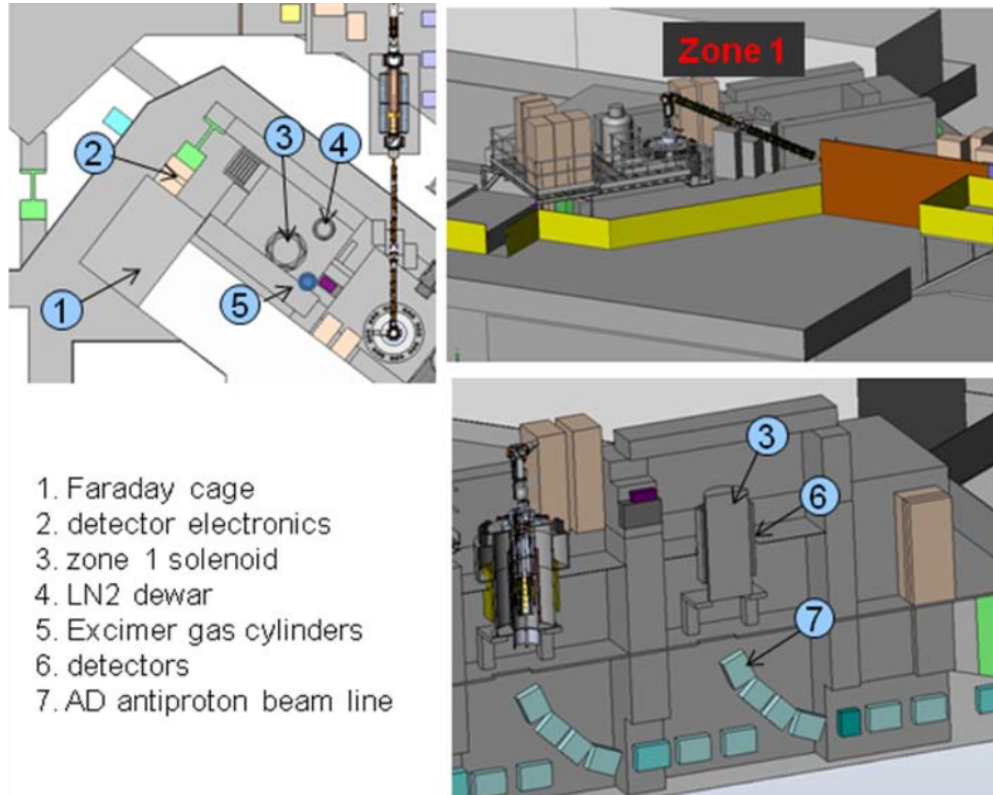 Zone 1
2
3
4
1
5
3
6
7
1. Faraday cage
2. detector electronics
3. zone 1 solenoid
4. LN2 dewar
5. Excimer gas cylinders
6. detectors
7. AD antiproton beam line